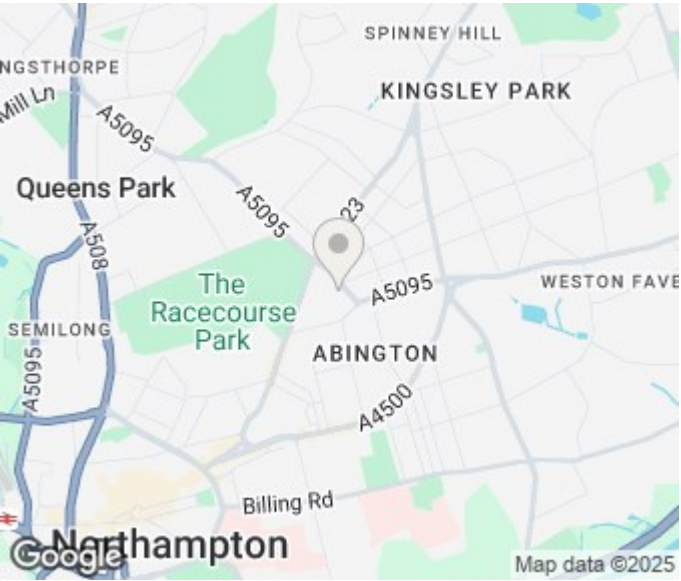 SPINNEY HILL
NGSTHORPE
KINGSLEY PARK
Mill Ln
A5095
Queens Park
A5095
23
A508
The
Racecourse
Park
A5095
WESTON FAVE
SEMILONG
ABINGTON
A5095
A4500
Billing Rd
Northampton
Google
Map data ©2025